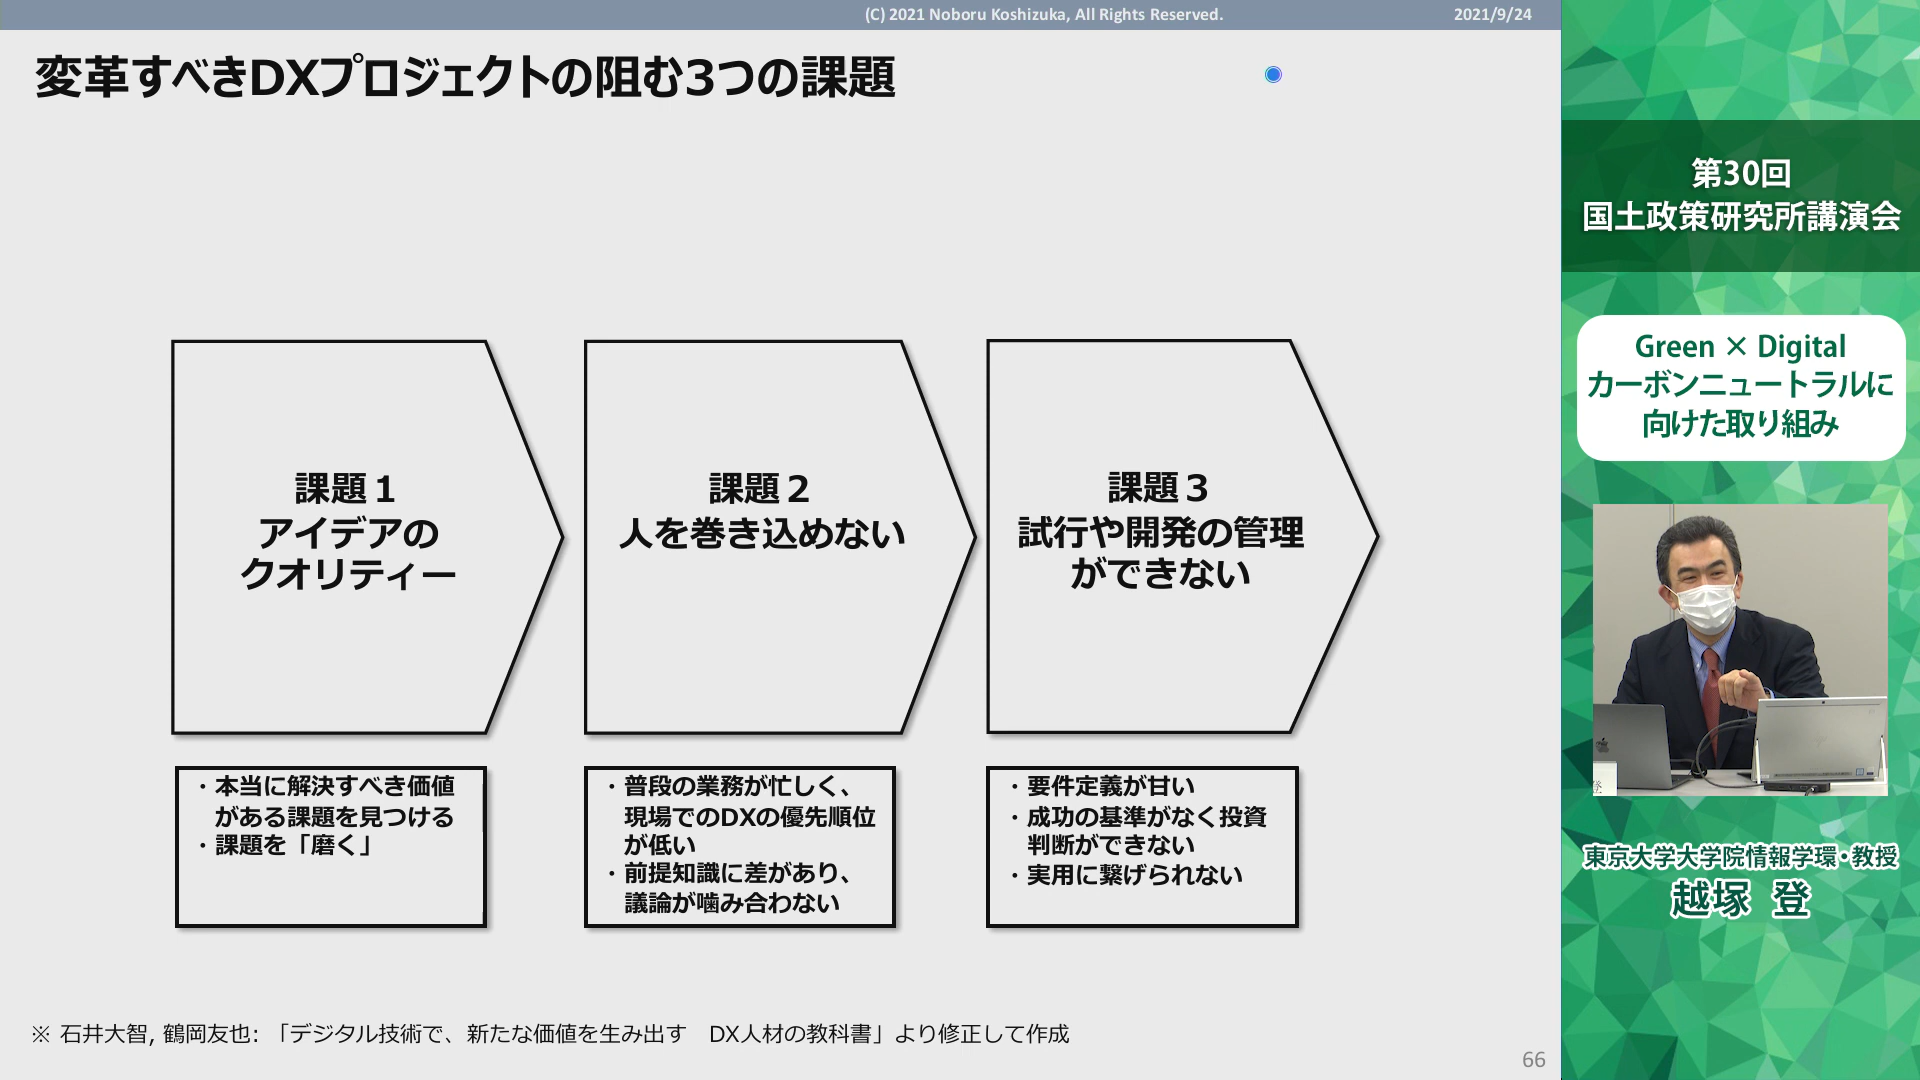 (C) 2021 Noboru Koshizuka, All Rights Reserved.
2021/9/24
変革すべきDXプロジェクトの阻む3つの課題
課題１
アイデアの
クオリティー
課題２
人を巻き込めない
課題３
試行や開発の管理
ができない
・本当に解決すべき価値
がある課題を見つける
・課題を「磨く」
・普段の業務が忙しく、
現場でのDXの優先順位
が低い
・前提知識に差があり、
議論が噛み合わない
・要件定義が甘い
・成功の基準がなく投資
判断ができない
・実用に繋げられない
※ 石井大智, 鶴岡友也: 「デジタル技術で、新たな価値を生み出す　DX人材の教科書」より修正して作成
66
第30回
国土政策研究所講演会
Green × Digital
カーボンニュートラルに
向けた取り組み
登
東京大学大学院情報学環・教授
越塚 登